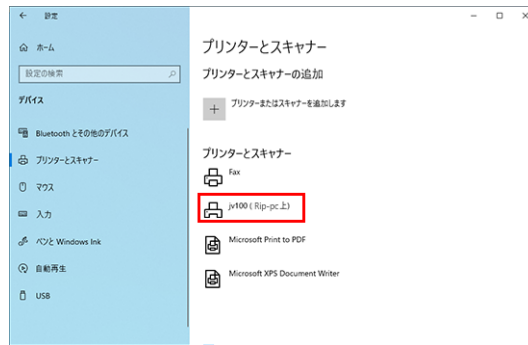 設定
ホーム
設定の検索
デバイス
Bluetooth とその他のデバイス
プリンターとスキャナー
マウス
入力
ペンと Windows Ink
自動再生
USB
プリンターとスキャナー
プリンターとスキャナーの追加
プリンターまたはスキャナーを追加します
プリンターとスキャナー
Fax
jv100 ( Rip-pc 上)
Microsoft Print to PDF
Microsoft XPS Document Writer